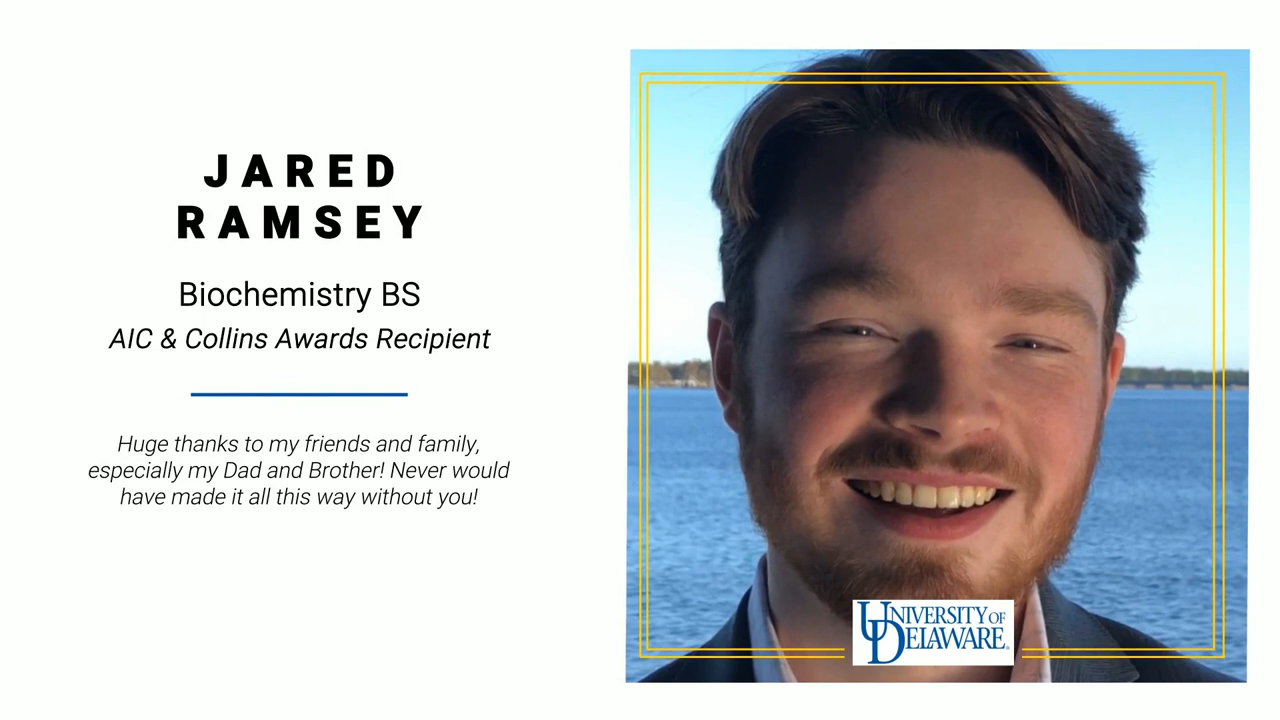 JARED
RAMSEY
Biochemistry BS
AIC & Collins Awards Recipient
Huge thanks to my friends and family,
especially my Dad and Brother! Never would
have made it all this way without you!
UNIVERSITY OF
DELAWARE